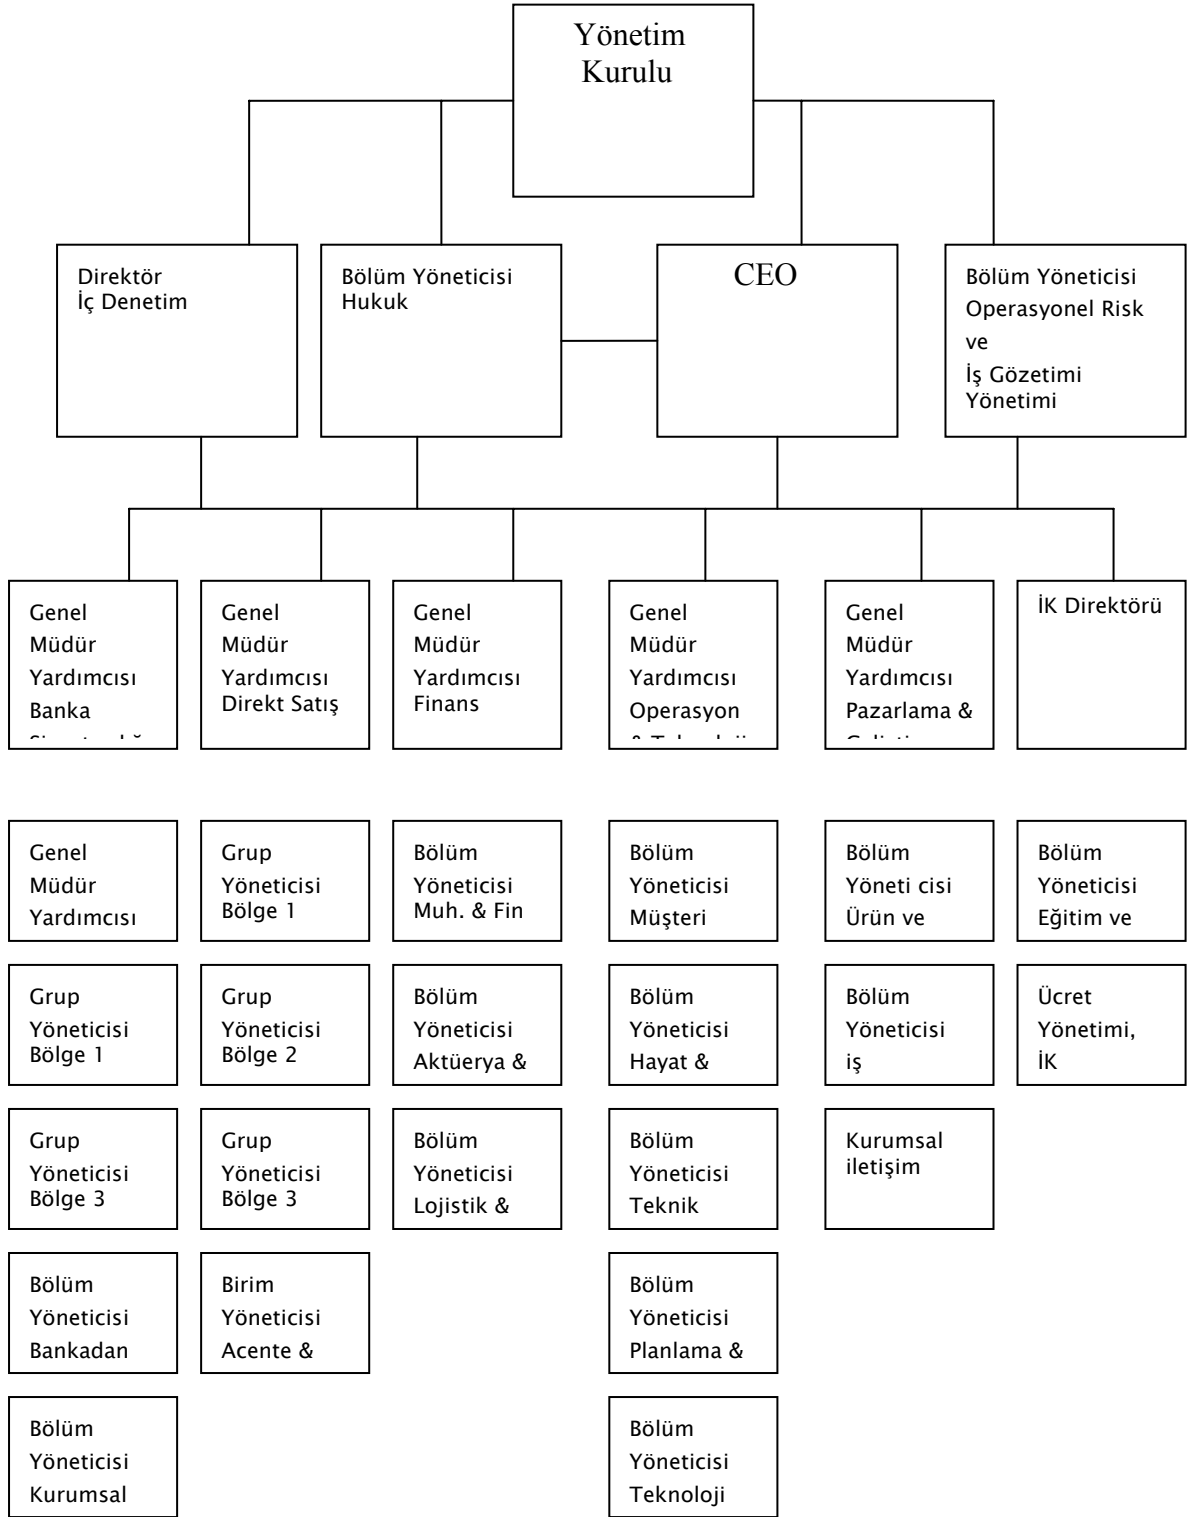 Yönetim
Kurulu
Direktör
İç Denetim
Bölüm Yöneticisi
Hukuk
CEO
Bölüm Yöneticisi
Operasyonel Risk
ve
İş Gözetimi
Yönetimi
Genel
Müdür
Yardımcısı
Banka
Genel
Müdür
Yardımcısı
Direkt Satış
Genel
Müdür
Yardımcısı
Finans
Genel
Müdür
Yardımcısı
Operasyon
Genel
Müdür
Yardımcısı
Pazarlama &
İK Direktörü
Genel
Müdür
Yardımcısı
Grup
Yöneticisi
Bölge 1
Bölüm
Yöneticisi
Muh. & Fin
Bölüm
Yöneticisi
Müşteri
Bölüm
Yöneti cisi
Ürün ve
Bölüm
Yöneticisi
Eğitim ve
Grup
Yöneticisi
Bölge 1
Grup
Yöneticisi
Bölge 2
Bölüm
Yöneticisi
Aktüerya &
Bölüm
Yöneticisi
Hayat &
Bölüm
Yöneticisi
iş
Ücret
Yönetimi,
İK
Grup
Yöneticisi
Bölge 3
Grup
Yöneticisi
Bölge 3
Bölüm
Yöneticisi
Lojistik &
Bölüm
Yöneticisi
Teknik
Kurumsal
iletişim
Bölüm
Yöneticisi
Bankadan
Birim
Yöneticisi
Acente &
Bölüm
Yöneticisi
Planlama &
Bölüm
Yöneticisi
Kurumsal
Bölüm
Yöneticisi
Teknoloji